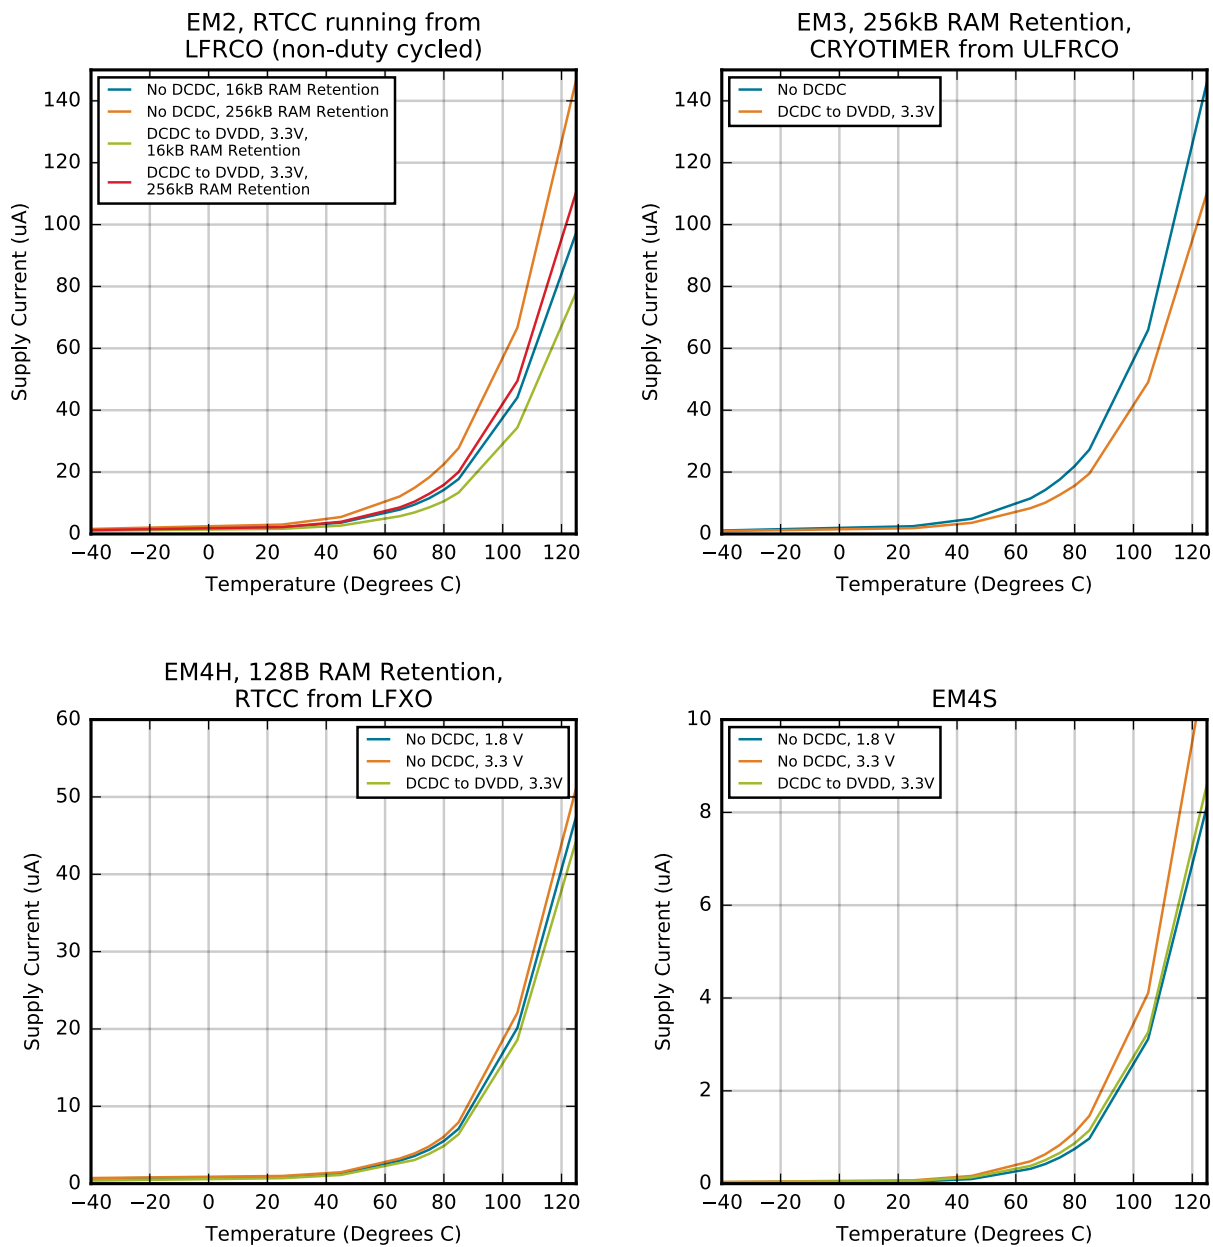 EM2, RTCC running from
LFRCO (non-duty cycled)
No DCDC, 16kB RAM Retention
No DCDC, 256kB RAM Retention
DCDC to DVDD, 3.3V,
16kB RAM Retention
DCDC to DVDD, 3.3V,
256kB RAM Retention
Supply Current (uA)
140
120
100
80
60
40
20
0
−40 −20 0 20 40 60 80 100 120
Temperature (Degrees C)
EM3, 256kB RAM Retention,
CRYOTIMER from ULFRCO
No DCDC
DCDC to DVDD, 3.3V
Supply Current (uA)
140
120
100
80
60
40
20
0
−40 −20 0 20 40 60 80 100 120
Temperature (Degrees C)
EM4H, 128B RAM Retention,
RTCC from LFXO
No DCDC, 1.8 V
No DCDC, 3.3 V
DCDC to DVDD, 3.3V
Supply Current (uA)
60
50
40
30
20
10
0
−40 −20 0 20 40 60 80 100 120
Temperature (Degrees C)
EM4S
No DCDC, 1.8 V
No DCDC, 3.3 V
DCDC to DVDD, 3.3V
Supply Current (uA)
10
8
6
4
2
0
−40 −20 0 20 40 60 80 100 120
Temperature (Degrees C)